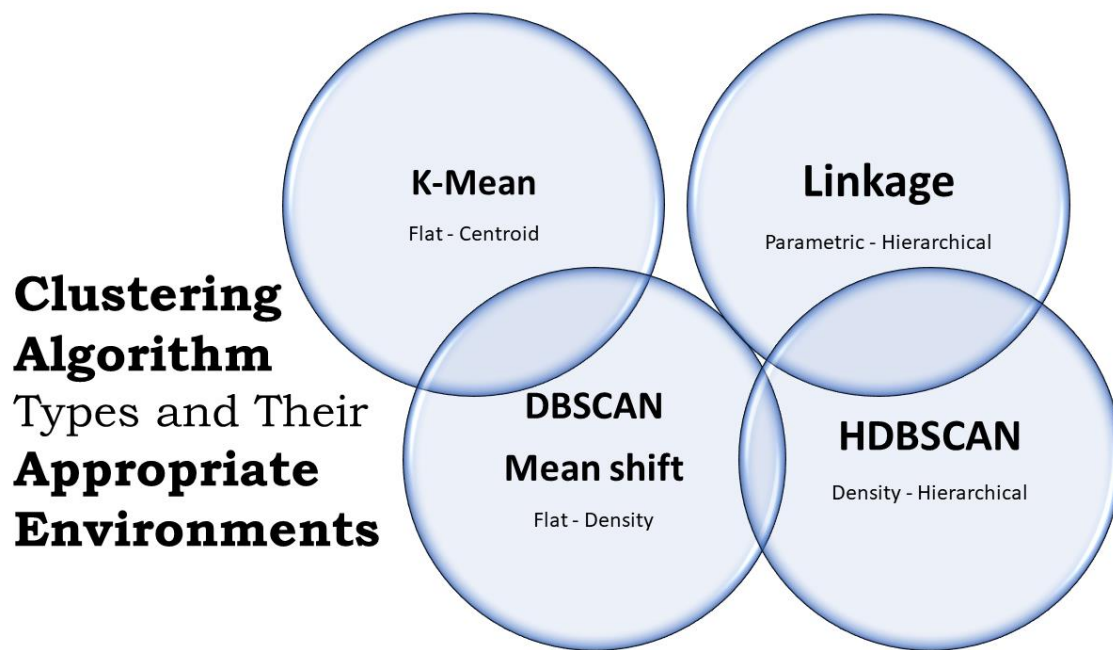 Clustering
Algorithm
Types and Their
Appropriate
Environments
K-Mean
Flat - Centroid
Linkage
Parametric - Hierarchical
DBSCAN
Mean shift
Flat - Density
HDBSCAN
Density - Hierarchical